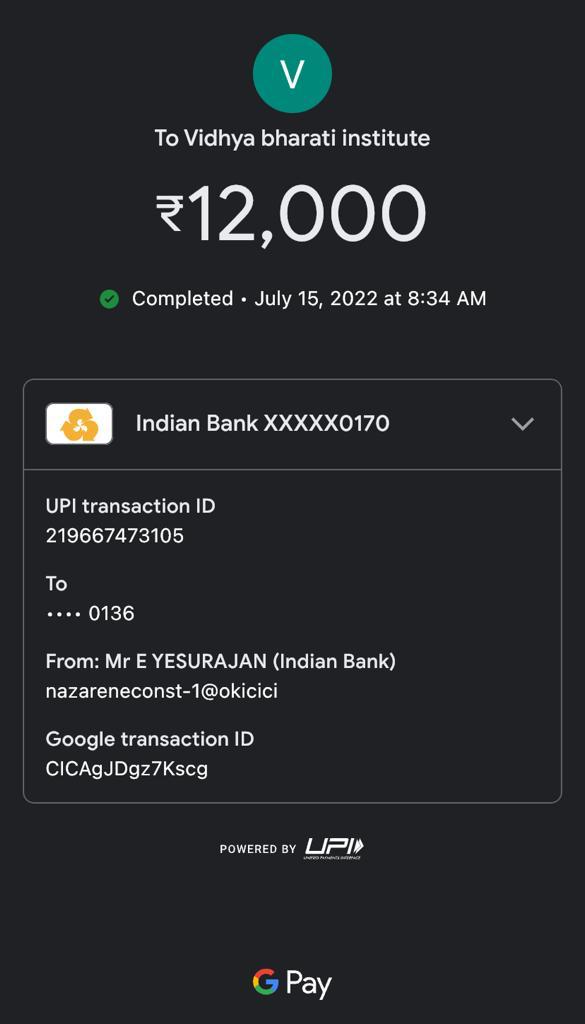 V
To Vidhya bharati institute
₹12,000
Completed • July 15, 2022 at 8:34 AM
Indian Bank XXXXX0170
UPI transaction ID
219667473105
To
•••• 0136
From: Mr E YESURAJAN (Indian Bank)
nazareneconst-1@okicici
Google transaction ID
CICAgJDgz7Kscg
POWERED BY UPI
UNIFIED PAYMENTS INTERFACE
G Pay